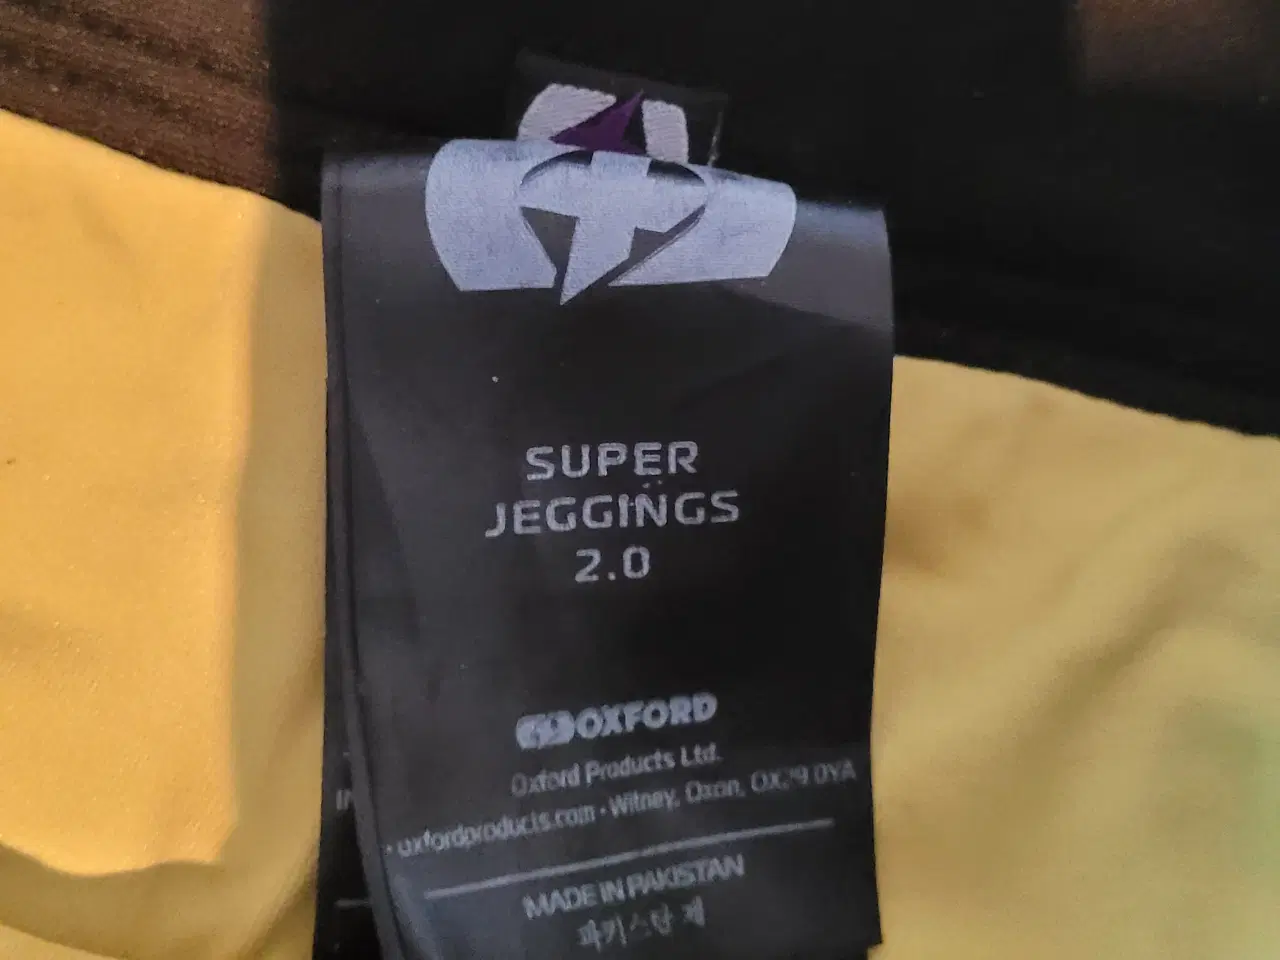 SUPER
JEGGINGS
2.0
OXFORD
Oxford Products Ltd.
• oxfordproducts.com • Witney, Oxon, OX29 0YA
MADE IN PAKISTAN
파키스탄 제